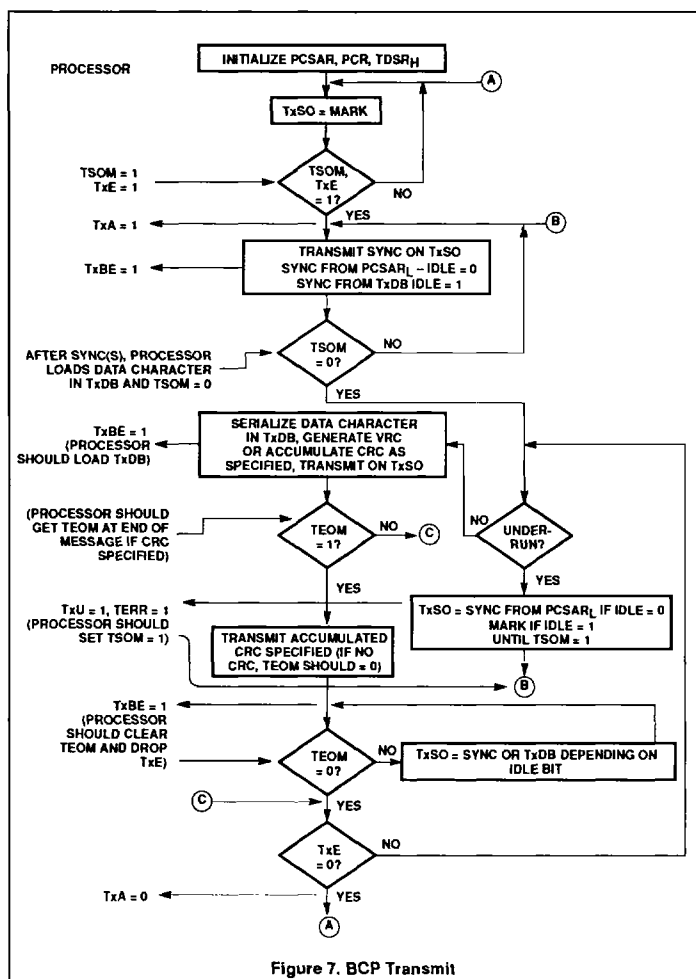 PROCESSOR
INITIALIZE PCSAR, PCR, TDSRH
A
TxSO = MARK
TSOM = 1
TxE = 1
TSOM,
TxE
= 1?
NO
YES
TxA = 1
B
TRANSMIT SYNC ON TxSO
SYNC FROM PCSARL – IDLE = 0
SYNC FROM TxDB IDLE = 1
TxBE = 1
AFTER SYNC(S), PROCESSOR
LOADS DATA CHARACTER
IN TxDB AND TSOM = 0
TSOM
= 0?
NO
YES
TxBE = 1
(PROCESSOR
SHOULD LOAD TxDB)
SERIALIZE DATA CHARACTER
IN TxDB, GENERATE VRC
OR ACCUMULATE CRC AS
SPECIFIED, TRANSMIT ON TxSO
(PROCESSOR SHOULD
GET TEOM AT END OF
MESSAGE IF CRC
SPECIFIED)
TEOM
= 1?
NO
C
NO
UNDER-
RUN?
YES
YES
TxU = 1, TERR = 1
(PROCESSOR SHOULD
SET TSOM = 1)
TxSO = SYNC FROM PCSARL IF IDLE = 0
MARK IF IDLE = 1
UNTIL TSOM = 1
TRANSMIT ACCUMULATED
CRC SPECIFIED (IF NO
CRC, TEOM SHOULD = 0)
B
TxBE = 1
(PROCESSOR
SHOULD CLEAR
TEOM AND DROP
TxE)
TEOM
= 0?
NO
TxSO = SYNC OR TxDB DEPENDING ON
IDLE BIT
C
YES
TxE
= 0?
NO
TxA = 0
YES
A
Figure 7. BCP Transmit